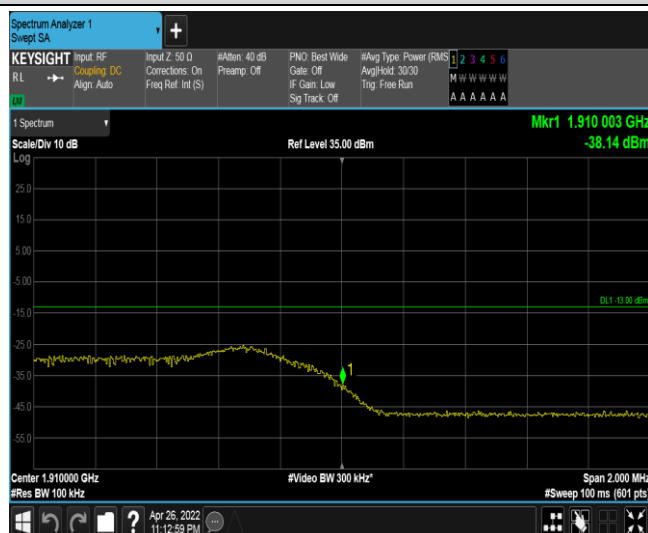 Spectrum Analyzer 1
Swept SA
+
KEYSIGHT Input: RF Input Z: 50 Ω #Atten: 40 dB PNO: Best Wide #Avg Type: Power (RMS 1 2 3 4 5 6
RL Coupling: DC Corrections: On Preamp: Off Gate: Off Avg|Hold: 30/30 M W W W W W
Align: Auto Freq Ref: Int (S) IF Gain: Low Trig: Free Run
Sig Track: Off A A A A A A
1 Spectrum Mkr1 1.910 003 GHz
Scale/Div 10 dB Ref Level 35.00 dBm -38.14 dBm
Log
25.0
15.0
5.00
-5.00
DL1 -13.00 dBm
-15.0
-25.0
1
-35.0
-45.0
-55.0
Center 1.910000 GHz #Video BW 300 kHz* Span 2.000 MHz
#Res BW 100 kHz #Sweep 100 ms (601 pts)
? Apr 26, 2022
11:12:59 PM